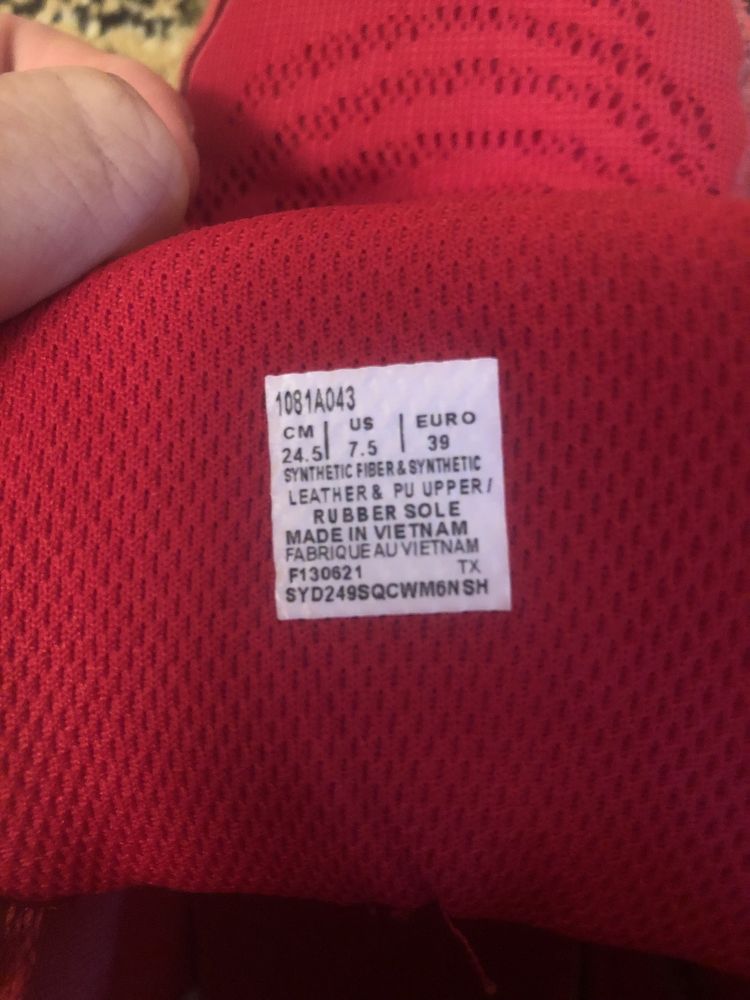 1081A043
CM | US | EURO
24.5 7.5 39
SYNTHETIC FIBER & SYNTHETIC
LEATHER & PU UPPER /
RUBBER SOLE
MADE IN VIETNAM
FABRIQUE AU VIETNAM
F130621 TX
SYD249SQCWM6NSH